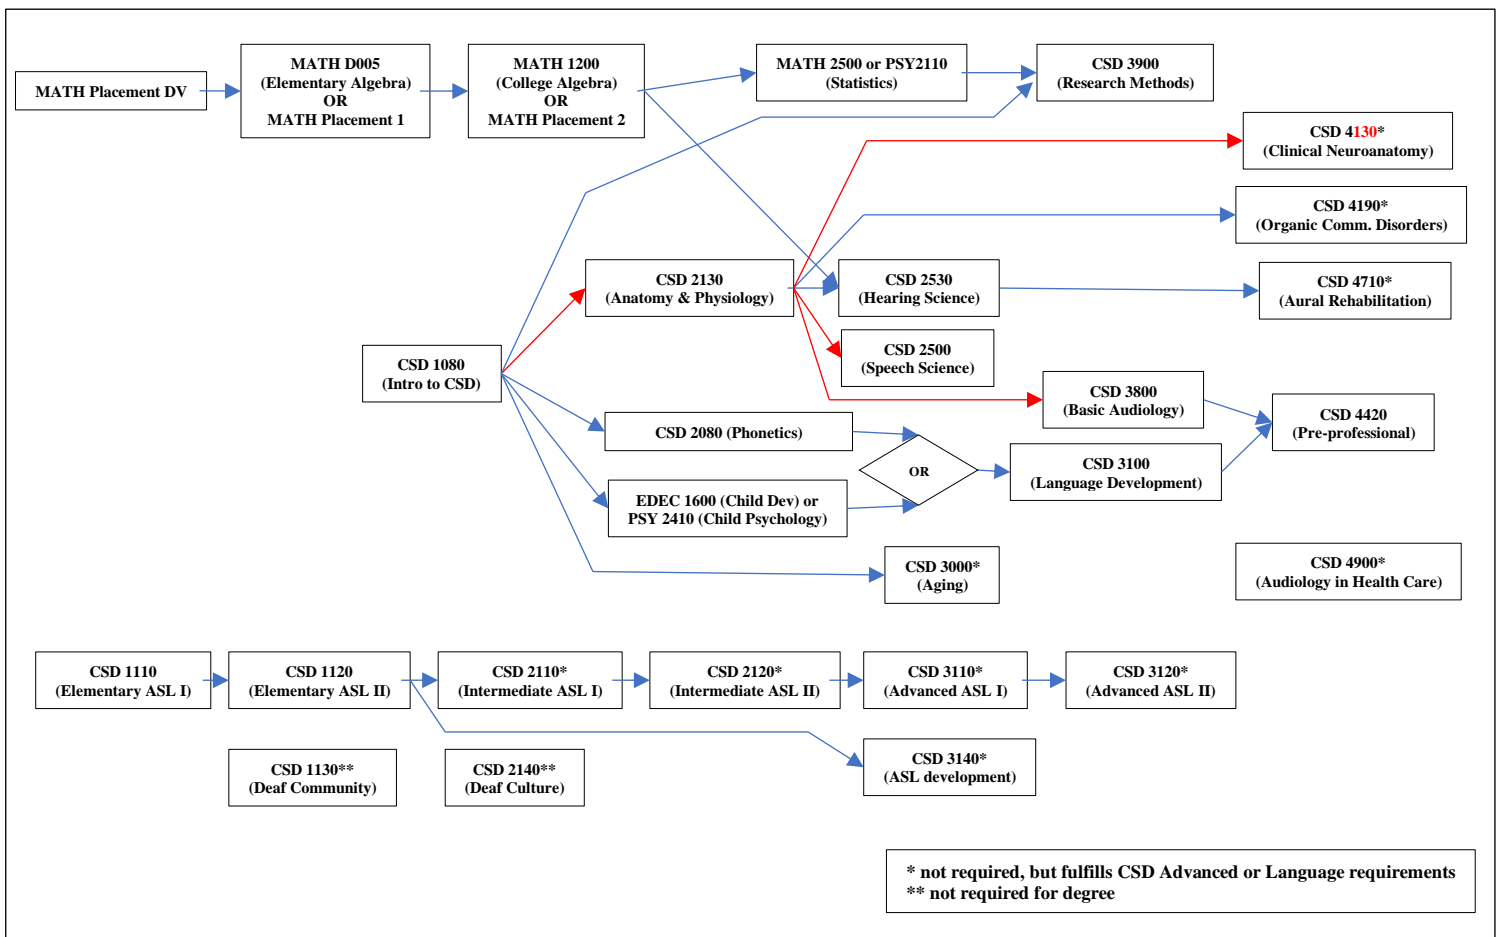 MATH Placement DV
MATH D005
(Elementary Algebra)
OR
MATH Placement 1
MATH 1200
(College Algebra)
OR
MATH Placement 2
MATH 2500 or PSY2110
(Statistics)
CSD 3900
(Research Methods)
CSD 4130*
(Clinical Neuroanatomy)
CSD 4190*
(Organic Comm. Disorders)
CSD 2130
(Anatomy & Physiology)
CSD 2530
(Hearing Science)
CSD 4710*
(Aural Rehabilitation)
CSD 1080
(Intro to CSD)
CSD 2500
(Speech Science)
CSD 3800
(Basic Audiology)
CSD 4420
(Pre-professional)
CSD 2080 (Phonetics)
OR
CSD 3100
(Language Development)
EDEC 1600 (Child Dev) or
PSY 2410 (Child Psychology)
CSD 3000*
(Aging)
CSD 4900*
(Audiology in Health Care)
CSD 1110
(Elementary ASL I)
CSD 1120
(Elementary ASL II)
CSD 2110*
(Intermediate ASL I)
CSD 2120*
(Intermediate ASL II)
CSD 3110*
(Advanced ASL I)
CSD 3120*
(Advanced ASL II)
CSD 1130**
(Deaf Community)
CSD 2140**
(Deaf Culture)
CSD 3140*
(ASL development)
* not required, but fulfills CSD Advanced or Language requirements
** not required for degree